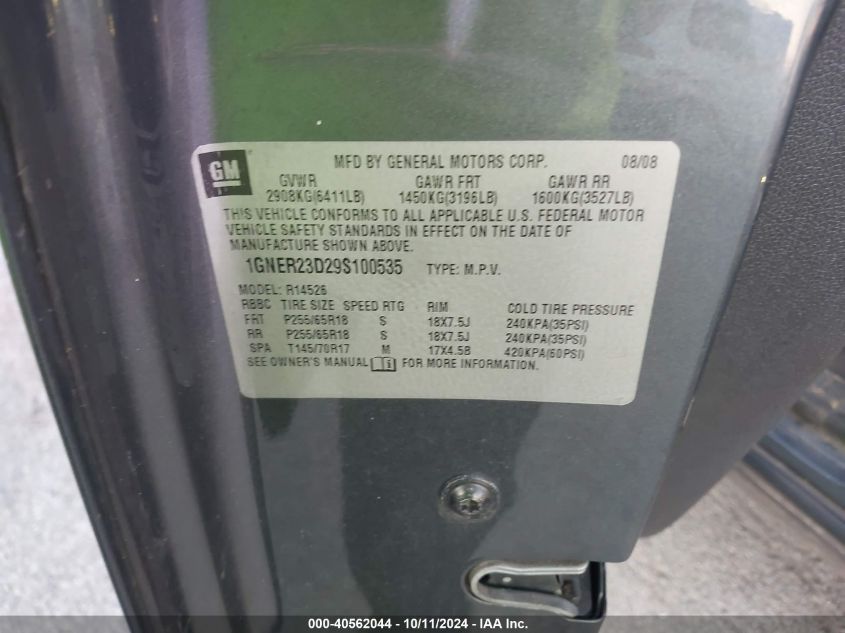 GM
MFD BY GENERAL MOTORS CORP. 08/08
GVWR GAWR FRT GAWR RR
2908KG(6411LB) 1450KG(3196LB) 1600KG(3527LB)
THIS VEHICLE CONFORMS TO ALL APPLICABLE U.S. FEDERAL MOTOR
VEHICLE SAFETY STANDARDS IN EFFECT ON THE DATE OF
MANUFACTURE SHOWN ABOVE.
1GNER23D29S100535 TYPE: M.P.V.
MODEL: R14526
RBBC TIRE SIZE SPEED RTG RIM COLD TIRE PRESSURE
FRT P255/65R18 S 18X7.5J 240KPA(35PSI)
RR P255/65R18 S 18X7.5J 240KPA(35PSI)
SPA T145/70R17 M 17X4.5B 420KPA(60PSI)
SEE OWNER'S MANUAL FOR MORE INFORMATION.
000-40562044 - 10/11/2024 - IAA Inc.